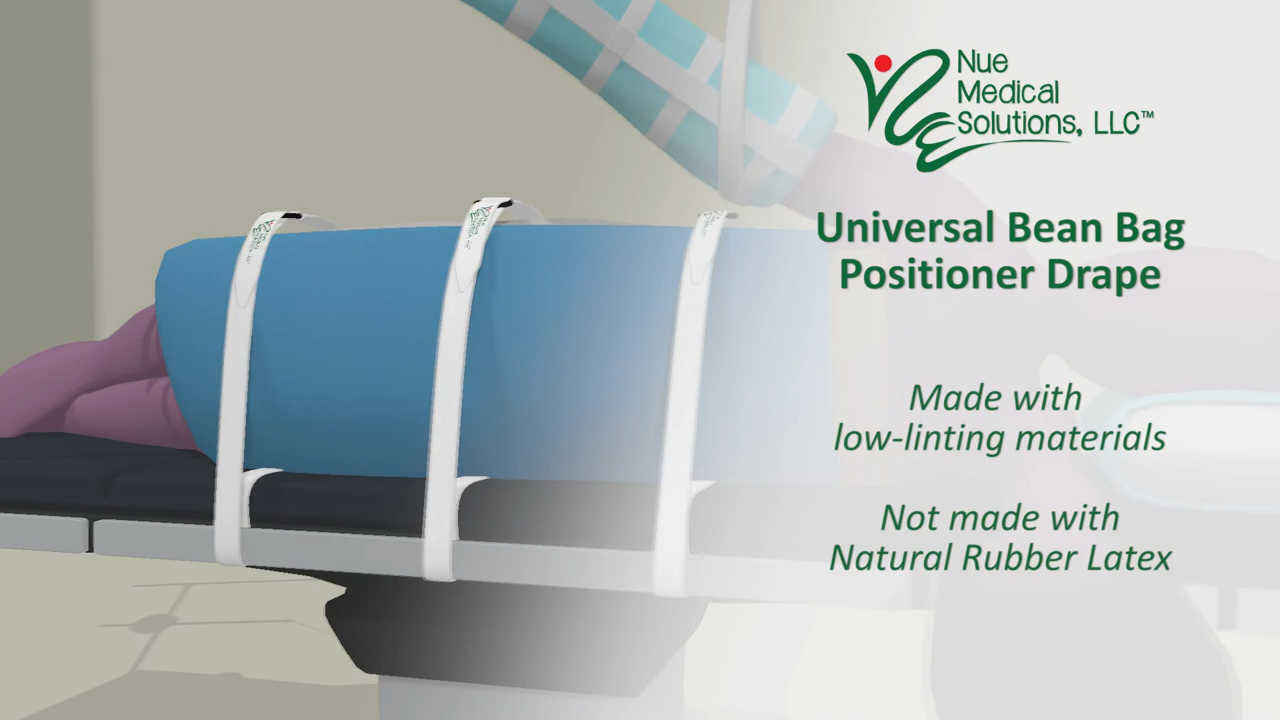 Nue
Medical
Solutions, LLC™
Universal Bean Bag
Positioner Drape
Made with
low-linting materials
Not made with
Natural Rubber Latex